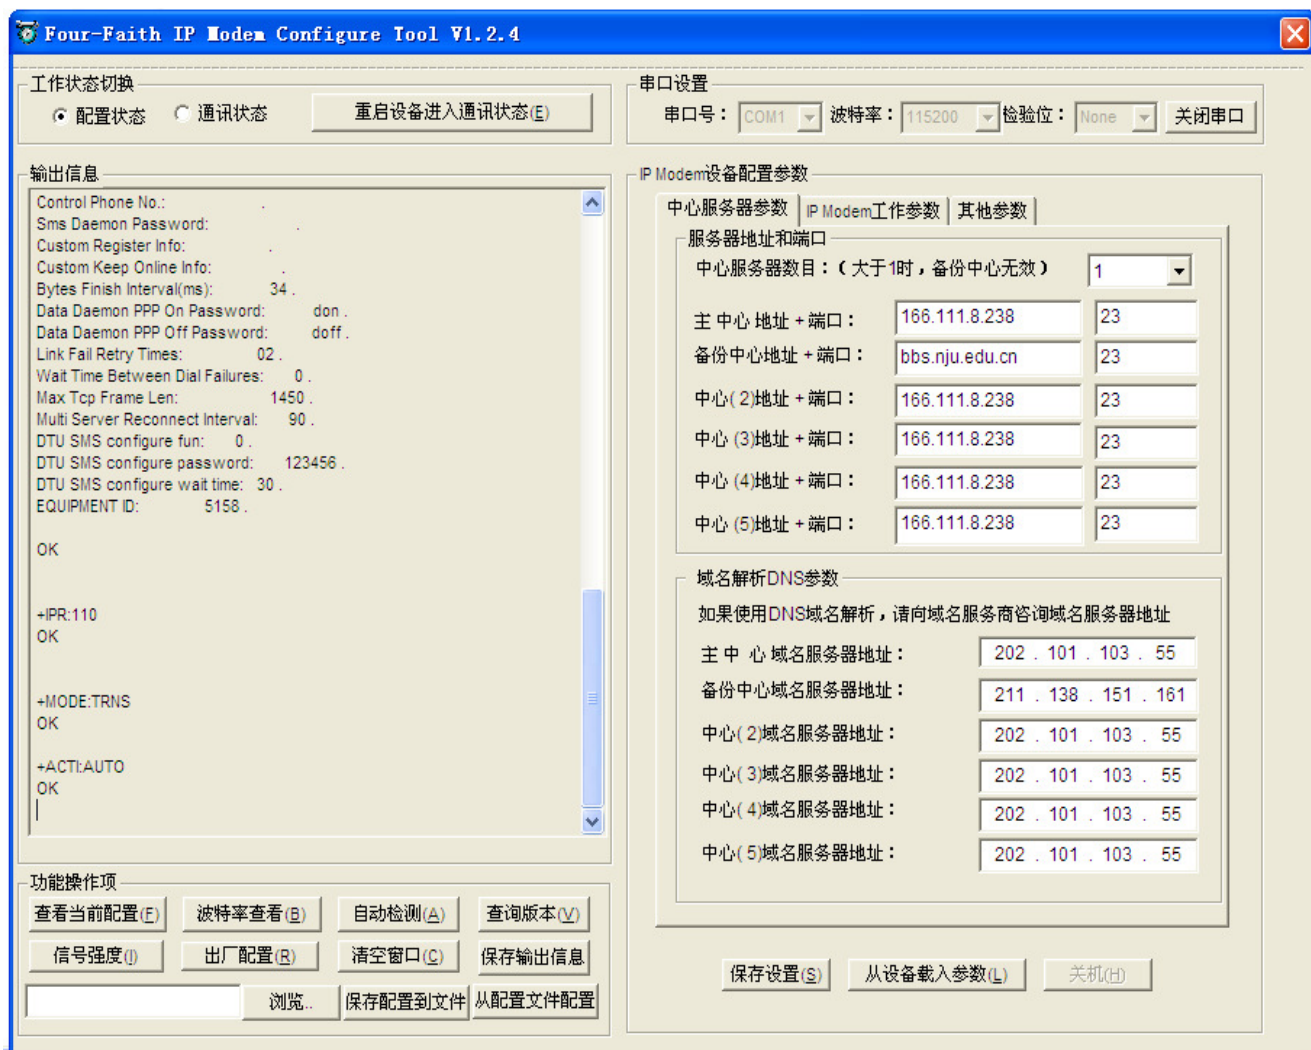 Four-Faith IP Modem Configure Tool V1.2.4
工作状态切换
配置状态 通讯状态 重启设备进入通讯状态(E)
串口设置
串口号： COM1 波特率： 115200 检验位： None 关闭串口
输出信息
Control Phone No.: .
Sms Daemon Password: .
Custom Register Info: .
Custom Keep Online Info: .
Bytes Finish Interval(ms): 34 .
Data Daemon PPP On Password: don .
Data Daemon PPP Off Password: doff .
Link Fail Retry Times: 02 .
Wait Time Between Dial Failures: 0 .
Max Tcp Frame Len: 1450 .
Multi Server Reconnect Interval: 90 .
DTU SMS configure fun: 0 .
DTU SMS configure password: 123456 .
DTU SMS configure wait time: 30 .
EQUIPMENT ID: 5158 .
OK
+IPR:110
OK
+MODE:TRNS
OK
+ACTI:AUTO
OK
IP Modem设备配置参数
中心服务器参数 IP Modem工作参数 其他参数
服务器地址和端口
中心服务器数目：（大于1时，备份中心无效） 1
主 中心 地址 + 端口： 166.111.8.238 23
备份中心地址 + 端口： bbs.nju.edu.cn 23
中心( 2)地址 + 端口： 166.111.8.238 23
中心 (3)地址 + 端口： 166.111.8.238 23
中心 (4)地址 + 端口： 166.111.8.238 23
中心 (5)地址 + 端口： 166.111.8.238 23
域名解析DNS参数
如果使用DNS域名解析，请向域名服务商咨询域名服务器地址
主 中 心 域名服务器地址： 202 . 101 . 103 . 55
备份中心域名服务器地址： 211 . 138 . 151 . 161
中心( 2)域名服务器地址： 202 . 101 . 103 . 55
中心( 3)域名服务器地址： 202 . 101 . 103 . 55
中心( 4)域名服务器地址： 202 . 101 . 103 . 55
中心( 5)域名服务器地址： 202 . 101 . 103 . 55
功能操作项
查看当前配置(F) 波特率查看(B) 自动检测(A) 查询版本(V)
信号强度(I) 出厂配置(R) 清空窗口(C) 保存输出信息
浏览.. 保存配置到文件 从配置文件配置
保存设置(S) 从设备载入参数(L) 关机(H)